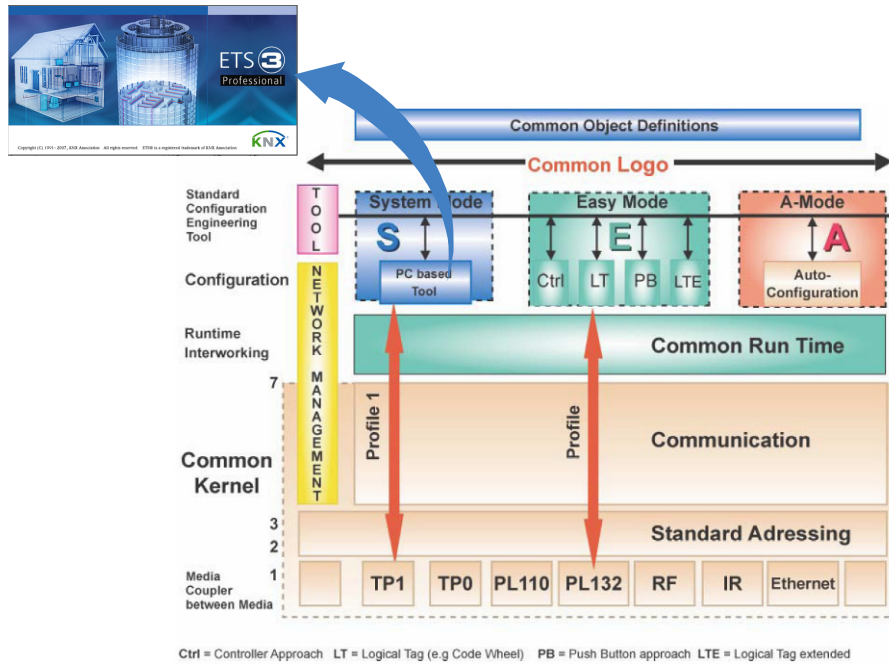 ETS 3
Professional
Copyright (C) 1991 - 2007, KNX Association All rights reserved ETS® is a registered trademark of KNX Association
KNX®
Common Object Definitions
Common Logo
Standard
Configuration
Engineering
Tool
TOOL
System Mode
Easy Mode
A-Mode
S
E
A
Configuration
NETWORK MANAGEMENT
PC based
Tool
Ctrl
LT
PB
LTE
Auto-
Configuration
Runtime
Interworking
Common Run Time
7
Profile 1
Profile
Communication
Common
Kernel
3
2
Standard Adressing
Media
Coupler
between Media
1
TP1
TP0
PL110
PL132
RF
IR
Ethernet
Ctrl = Controller Approach LT = Logical Tag (e.g Code Wheel) PB = Push Button approach LTE = Logical Tag extended